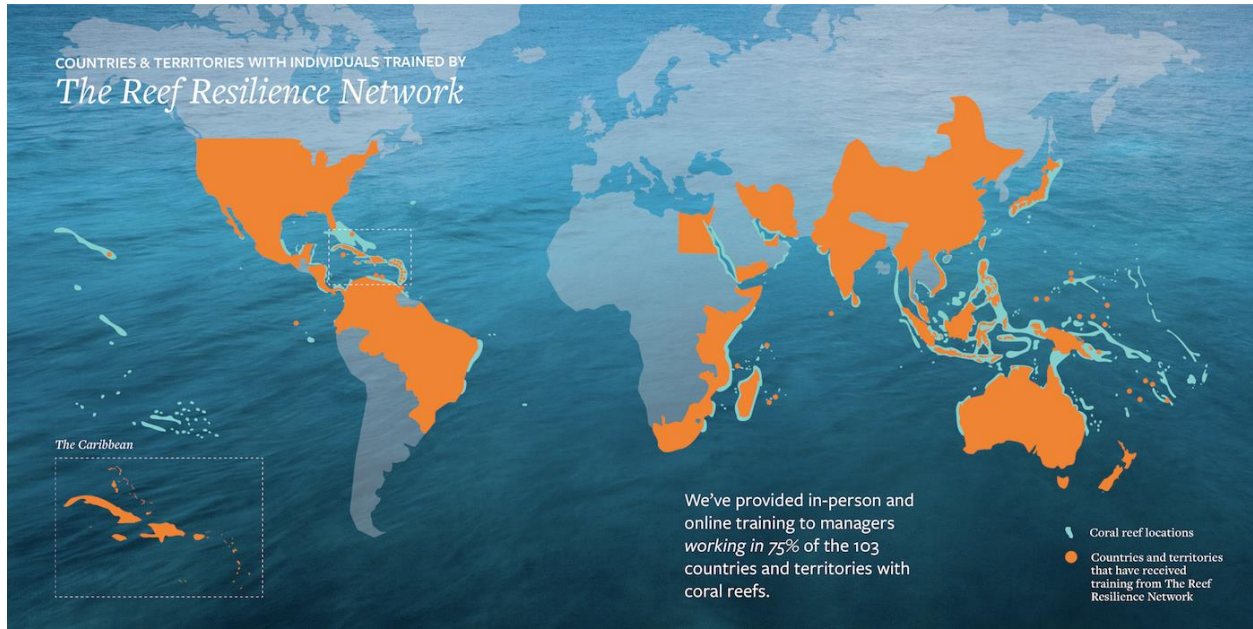 COUNTRIES & TERRITORIES WITH INDIVIDUALS TRAINED BY
The Reef Resilience Network
The Caribbean
We've provided in-person and
online training to managers
working in 75% of the 103
countries and territories with
coral reefs.
Coral reef locations
Countries and territories
that have received
training from The Reef
Resilience Network